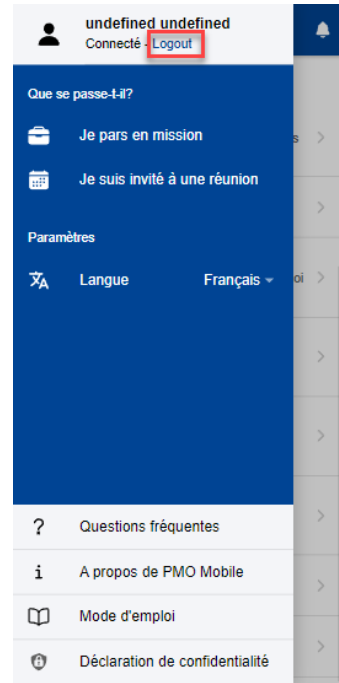 undefined undefined
Connecté - Logout
Que se passe-t-il?
Je pars en mission
s
Je suis invité à une réunion
Paramètres
Langue Français
oi
Questions fréquentes
A propos de PMO Mobile
Mode d'emploi
Déclaration de confidentialité